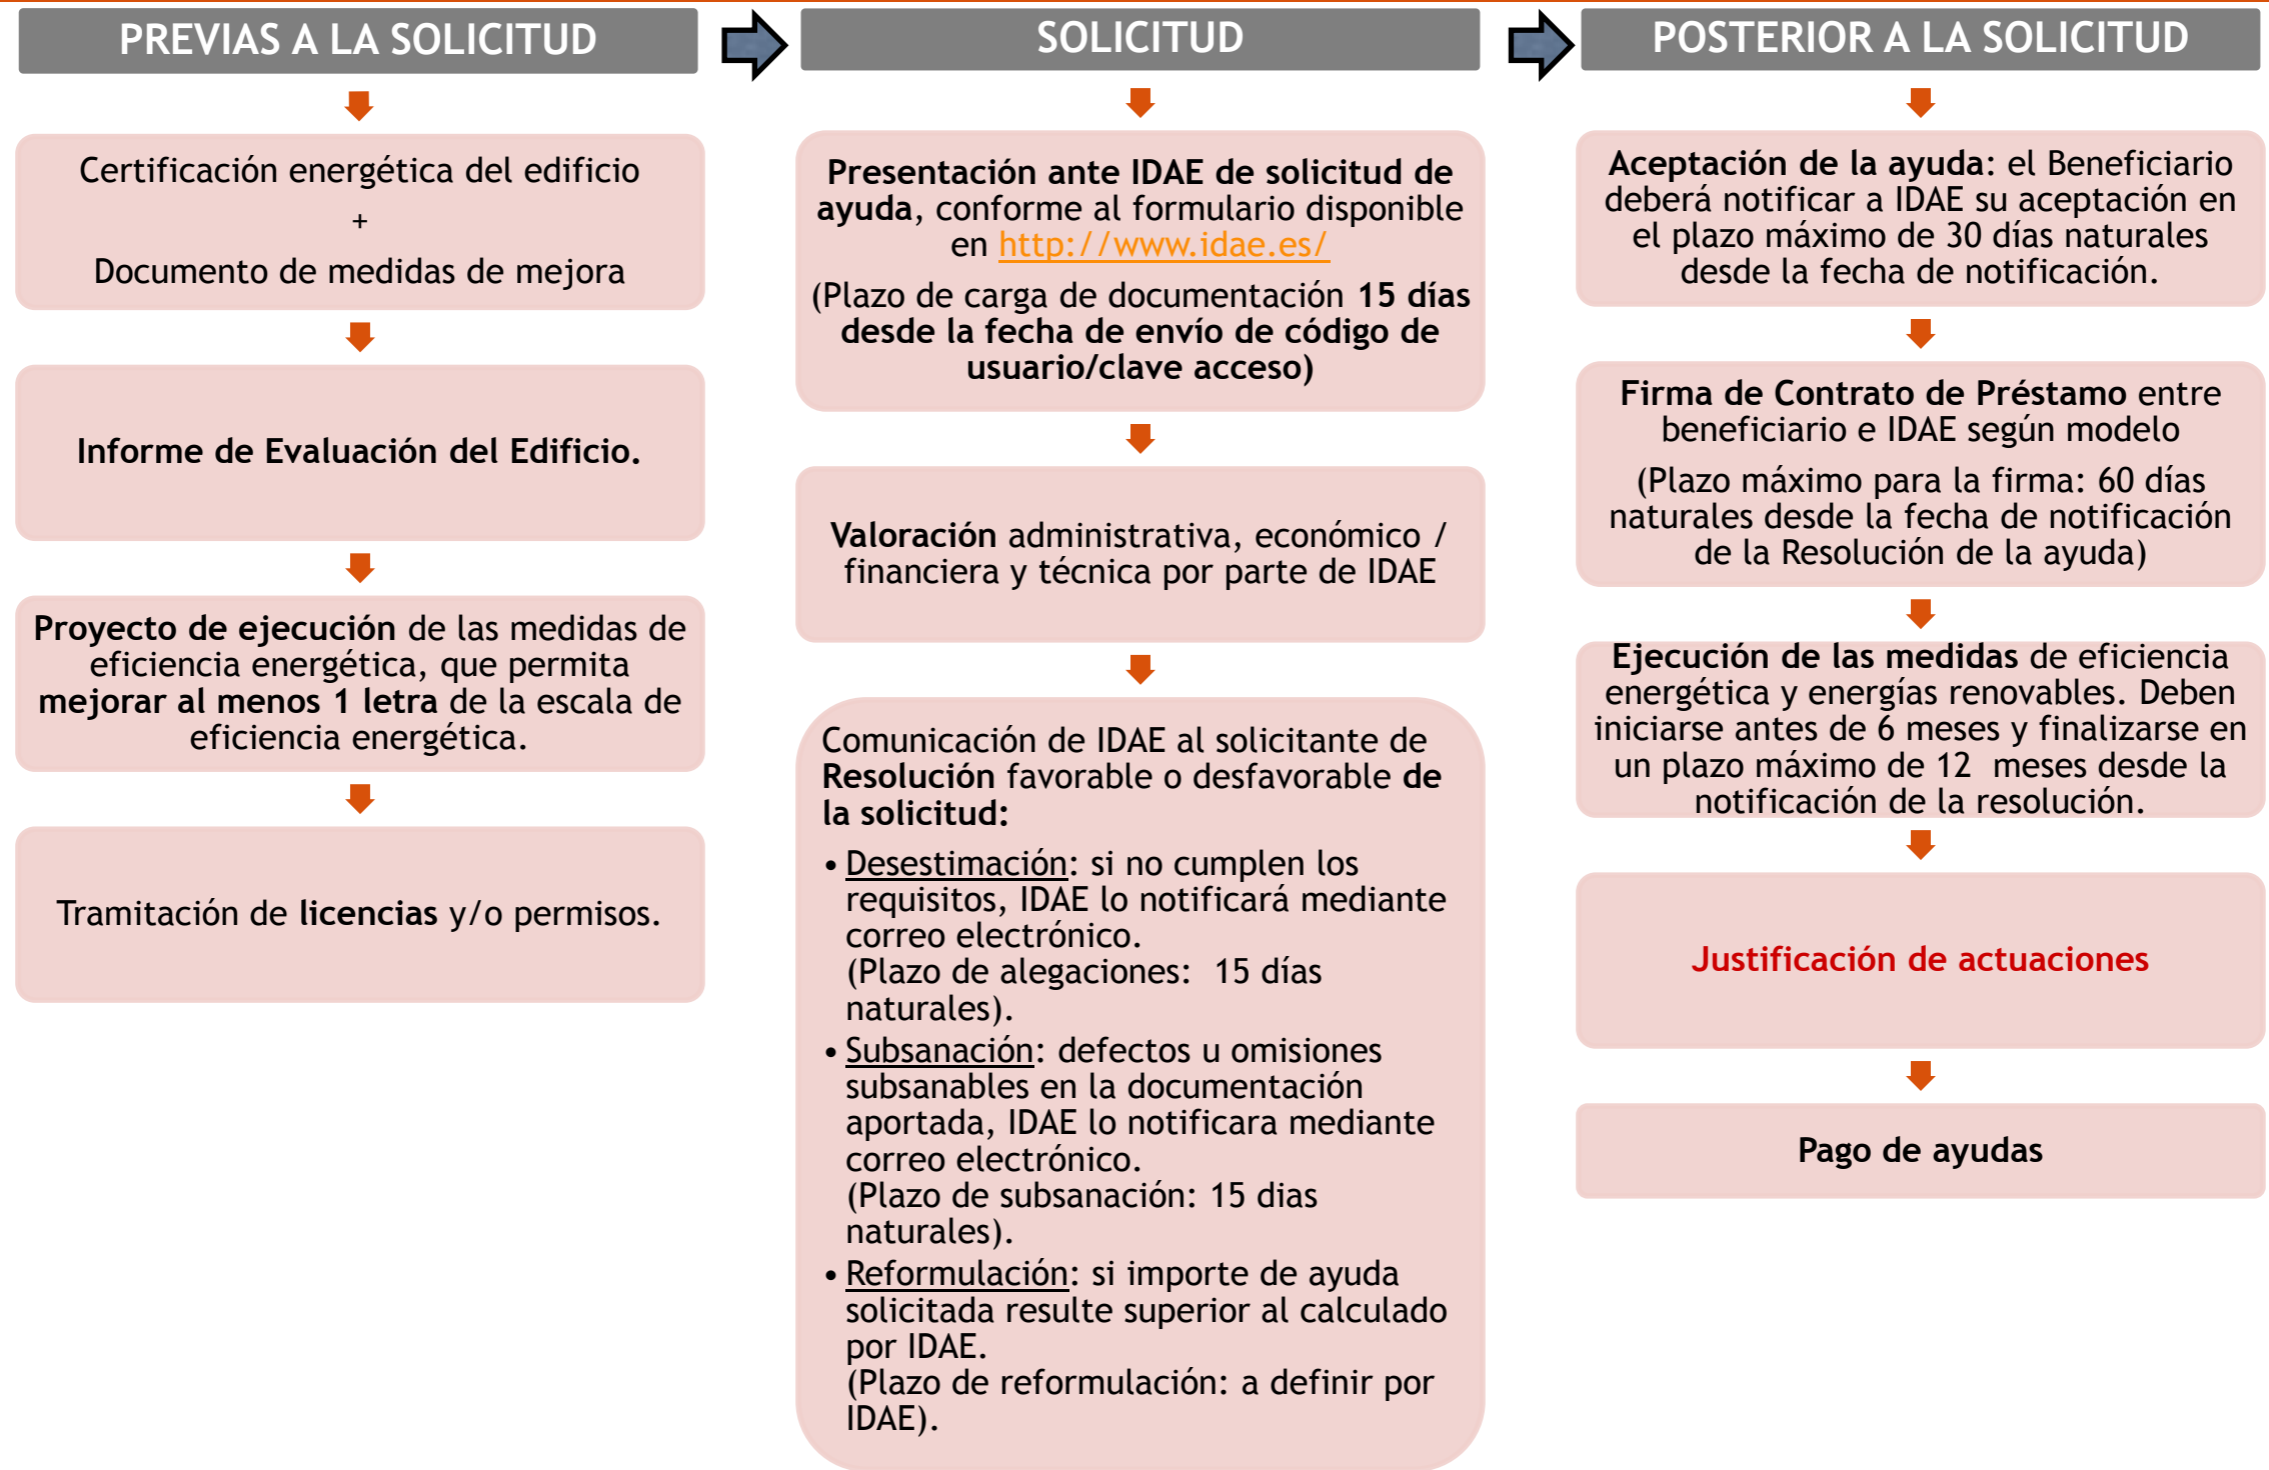 PREVIAS A LA SOLICITUD
Certificación energética del edificio
+
Documento de medidas de mejora
Informe de Evaluación del Edificio.
Proyecto de ejecución de las medidas de
eficiencia energética, que permita
mejorar al menos 1 letra de la escala de
eficiencia energética.
Tramitación de licencias y/o permisos.
SOLICITUD
Presentación ante IDAE de solicitud de
ayuda, conforme al formulario disponible
en http://www.idae.es/
(Plazo de carga de documentación 15 días
desde la fecha de envío de código de
usuario/clave acceso)
Valoración administrativa, económico /
financiera y técnica por parte de IDAE
Comunicación de IDAE al solicitante de
Resolución favorable o desfavorable de
la solicitud:
• Desestimación: si no cumplen los
requisitos, IDAE lo notificará mediante
correo electrónico.
(Plazo de alegaciones: 15 días
naturales).
• Subsanación: defectos u omisiones
subsanables en la documentación
aportada, IDAE lo notificara mediante
correo electrónico.
(Plazo de subsanación: 15 dias
naturales).
• Reformulación: si importe de ayuda
solicitada resulte superior al calculado
por IDAE.
(Plazo de reformulación: a definir por
IDAE).
POSTERIOR A LA SOLICITUD
Aceptación de la ayuda: el Beneficiario
deberá notificar a IDAE su aceptación en
el plazo máximo de 30 días naturales
desde la fecha de notificación.
Firma de Contrato de Préstamo entre
beneficiario e IDAE según modelo
(Plazo máximo para la firma: 60 días
naturales desde la fecha de notificación
de la Resolución de la ayuda)
Ejecución de las medidas de eficiencia
energética y energías renovables. Deben
iniciarse antes de 6 meses y finalizarse en
un plazo máximo de 12 meses desde la
notificación de la resolución.
Justificación de actuaciones
Pago de ayudas